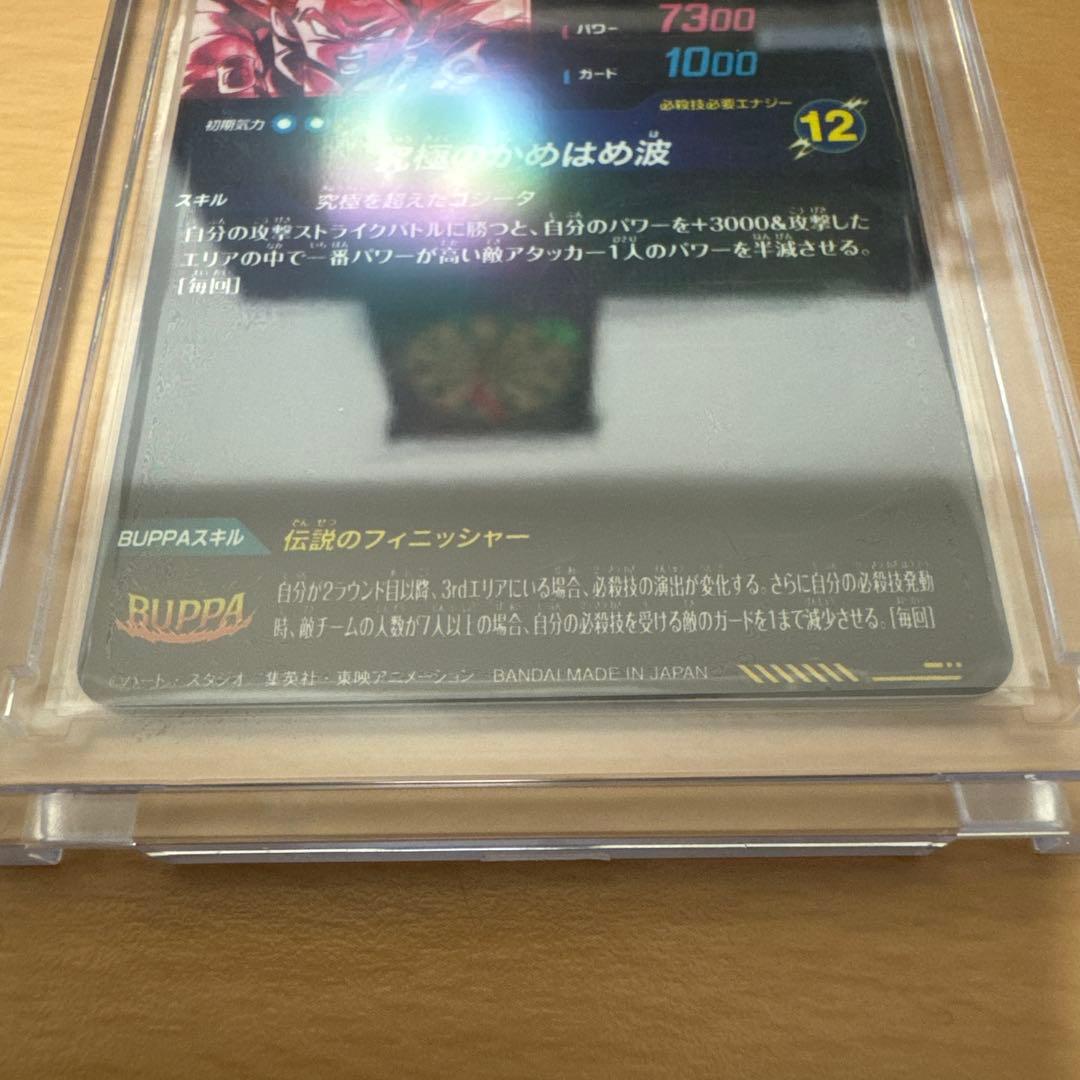 パワー 7300
ガード 1000
必殺技必要エナジー 12
初期気力
究極のかめはめ波
スキル 究極を超えたゴジータ
自分の攻撃ストライクバトルに勝つと、自分のパワーを+3000&攻撃した
エリアの中で一番パワーが高い敵アタッカー1人のパワーを半減させる。
[毎回]
BUPPAスキル 伝説のフィニッシャー
BUPPA
自分が2ラウンド目以降、3rdエリアにいる場合、必殺技の演出が変化する。さらに自分の必殺技発動
時、敵チームの人数が7人以上の場合、自分の必殺技を受ける敵のガードを1まで減少させる。[毎回]
バード・スタジオ 集英社・東映アニメーション BANDAI MADE IN JAPAN